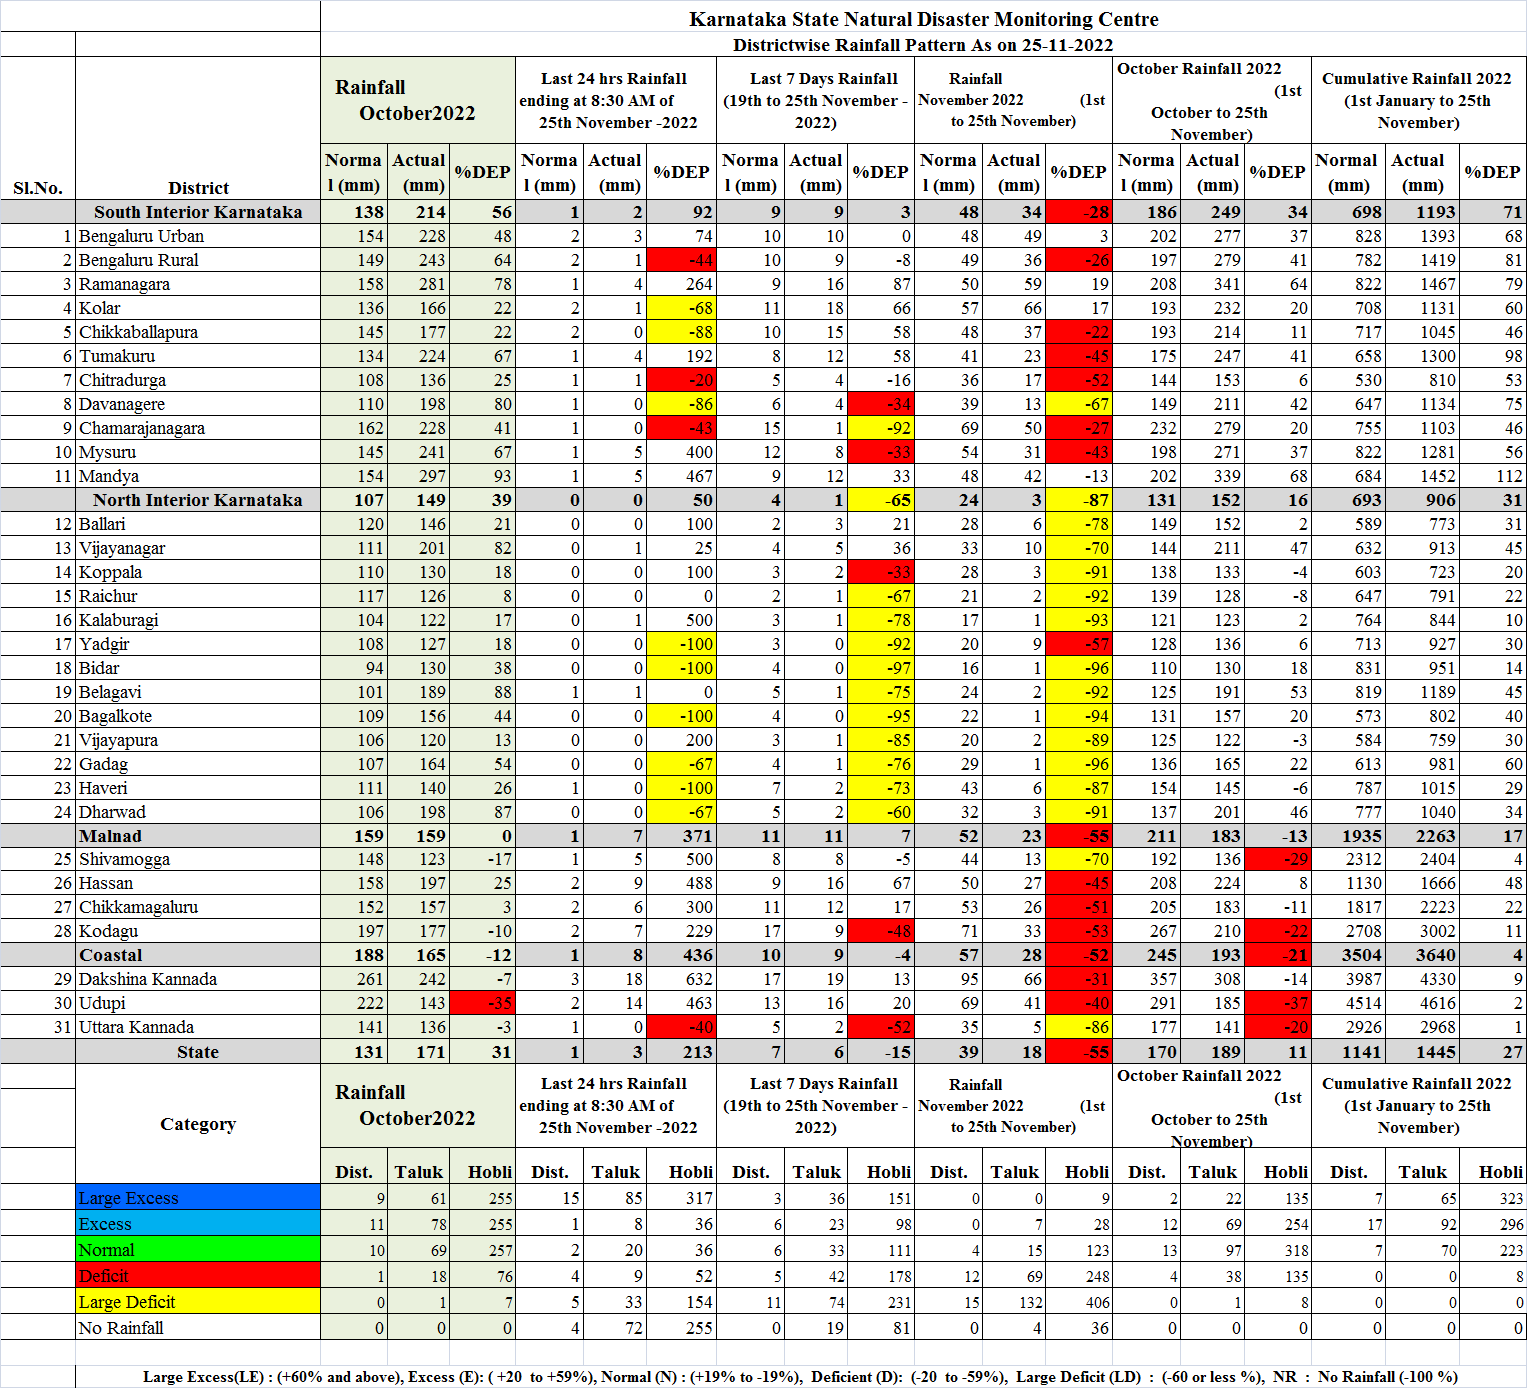 Karnataka State Natural Disaster Monitoring Centre
Districtwise Rainfall Pattern As on 25-11-2022
Sl.No. District Rainfall October2022 Last 24 hrs Rainfall ending at 8:30 AM of 25th November -2022 Last 7 Days Rainfall (19th to 25th November - 2022) Rainfall November 2022 (1st to 25th November) October Rainfall 2022 (1st October to 25th November) Cumulative Rainfall 2022 (1st January to 25th November)
Normal (mm) Actual (mm) %DEP Normal (mm) Actual (mm) %DEP Normal (mm) Actual (mm) %DEP Normal (mm) Actual (mm) %DEP Normal (mm) Actual (mm) %DEP Normal (mm) Actual (mm) %DEP
South Interior Karnataka 138 214 56 1 2 92 9 9 3 48 34 -28 186 249 34 698 1193 71
1 Bengaluru Urban 154 228 48 2 3 74 10 10 0 48 49 3 202 277 37 828 1393 68
2 Bengaluru Rural 149 243 64 2 1 -44 10 9 -8 49 36 -26 197 279 41 782 1419 81
3 Ramanagara 158 281 78 1 4 264 9 16 87 50 59 19 208 341 64 822 1467 79
4 Kolar 136 166 22 2 1 -68 11 18 66 57 66 17 193 232 20 708 1131 60
5 Chikkaballapura 145 177 22 2 0 -88 10 15 58 48 37 -22 193 214 11 717 1045 46
6 Tumakuru 134 224 67 1 4 192 8 12 58 41 23 -45 175 247 41 658 1300 98
7 Chitradurga 108 136 25 1 1 -20 5 4 -16 36 17 -52 144 153 6 530 810 53
8 Davanagere 110 198 80 1 0 -86 6 4 -34 39 13 -67 149 211 42 647 1134 75
9 Chamarajanagara 162 228 41 1 0 -43 15 1 -92 69 50 -27 232 279 20 755 1103 46
10 Mysuru 145 241 67 1 5 400 12 8 -33 54 31 -43 198 271 37 822 1281 56
11 Mandya 154 297 93 1 5 467 9 12 33 48 42 -13 202 339 68 684 1452 112
North Interior Karnataka 107 149 39 0 0 50 4 1 -65 24 3 -87 131 152 16 693 906 31
12 Ballari 120 146 21 0 0 100 2 3 21 28 6 -78 149 152 2 589 773 31
13 Vijayanagar 111 201 82 0 1 25 4 5 36 33 10 -70 144 211 47 632 913 45
14 Koppala 110 130 18 0 0 100 3 2 -33 28 3 -91 138 133 -4 603 723 20
15 Raichur 117 126 8 0 0 0 2 1 -67 21 2 -92 139 128 -8 647 791 22
16 Kalaburagi 104 122 17 0 1 500 3 1 -78 17 1 -93 121 123 2 764 844 10
17 Yadgir 108 127 18 0 0 -100 3 0 -92 20 9 -57 128 136 6 713 927 30
18 Bidar 94 130 38 0 0 -100 4 0 -97 16 1 -96 110 130 18 831 951 14
19 Belagavi 101 189 88 1 1 0 5 1 -75 24 2 -92 125 191 53 819 1189 45
20 Bagalkote 109 156 44 0 0 -100 4 0 -95 22 1 -94 131 157 20 573 802 40
21 Vijayapura 106 120 13 0 0 200 3 1 -85 20 2 -89 125 122 -3 584 759 30
22 Gadag 107 164 54 0 0 -67 4 1 -76 29 1 -96 136 165 22 613 981 60
23 Haveri 111 140 26 1 0 -100 7 2 -73 43 6 -87 154 145 -6 787 1015 29
24 Dharwad 106 198 87 0 0 -67 5 2 -60 32 3 -91 137 201 46 777 1040 34
Malnad 159 159 0 1 7 371 11 11 7 52 23 -55 211 183 -13 1935 2263 17
25 Shivamogga 148 123 -17 1 5 500 8 8 -5 44 13 -70 192 136 -29 2312 2404 4
26 Hassan 158 197 25 2 9 488 9 16 67 50 27 -45 208 224 8 1130 1666 48
27 Chikkamagaluru 152 157 3 2 6 300 11 12 17 53 26 -51 205 183 -11 1817 2223 22
28 Kodagu 197 177 -10 2 7 229 17 9 -48 71 33 -53 267 210 -22 2708 3002 11
Coastal 188 165 -12 1 8 436 10 9 -4 57 28 -52 245 193 -21 3504 3640 4
29 Dakshina Kannada 261 242 -7 3 18 632 17 19 13 95 66 -31 357 308 -14 3987 4330 9
30 Udupi 222 143 -35 2 14 463 13 16 20 69 41 -40 291 185 -37 4514 4616 2
31 Uttara Kannada 141 136 -3 1 0 -40 5 2 -52 35 5 -86 177 141 -20 2926 2968 1
State 131 171 31 1 3 213 7 6 -15 39 18 -55 170 189 11 1141 1445 27
Category Rainfall October2022 Last 24 hrs Rainfall ending at 8:30 AM of 25th November -2022 Last 7 Days Rainfall (19th to 25th November - 2022) Rainfall November 2022 (1st to 25th November) October Rainfall 2022 (1st October to 25th November) Cumulative Rainfall 2022 (1st January to 25th November)
Dist. Taluk Hobli Dist. Taluk Hobli Dist. Taluk Hobli Dist. Taluk Hobli Dist. Taluk Hobli Dist. Taluk Hobli
Large Excess 9 61 255 15 85 317 3 36 151 0 0 9 2 22 135 7 65 323
Excess 11 78 255 1 8 36 6 23 98 0 7 28 12 69 254 17 92 296
Normal 10 69 257 2 20 36 6 33 111 4 15 123 13 97 318 7 70 223
Deficit 1 18 76 4 9 52 5 42 178 12 69 248 4 38 135 0 0 8
Large Deficit 0 1 7 5 33 154 11 74 231 15 132 406 0 1 8 0 0 0
No Rainfall 0 0 0 4 72 255 0 19 81 0 4 36 0 0 0 0 0 0
Large Excess(LE) : (+60% and above), Excess (E): ( +20 to +59%), Normal (N) : (+19% to -19%), Deficient (D): (-20 to -59%), Large Deficit (LD) : (-60 or less %), NR : No Rainfall (-100 %)